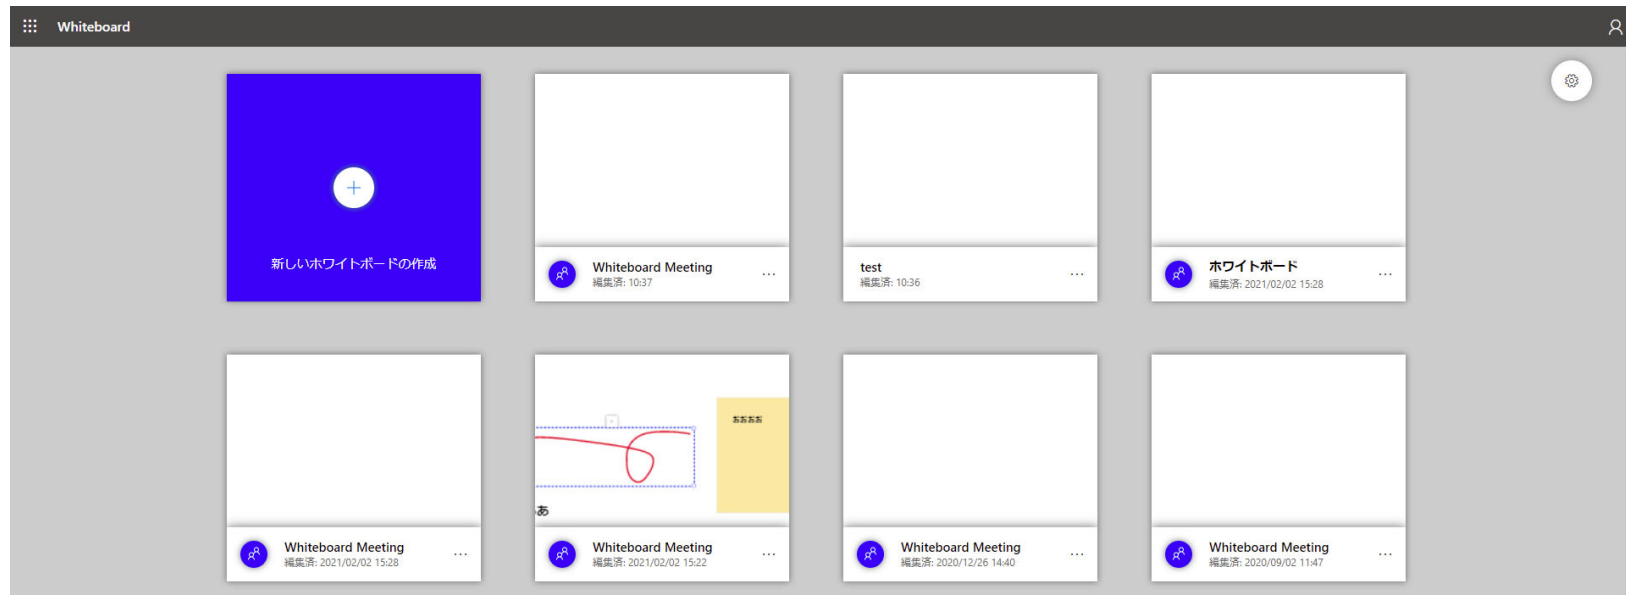 Whiteboard
新しいホワイトボードの作成
Whiteboard Meeting
編集済: 10:37
test
編集済: 10:36
ホワイトボード
編集済: 2021/02/02 15:28
Whiteboard Meeting
編集済: 2021/02/02 15:28
おおおお
あ
Whiteboard Meeting
編集済: 2021/02/02 15:22
Whiteboard Meeting
編集済: 2020/12/26 14:40
Whiteboard Meeting
編集済: 2020/09/02 11:47